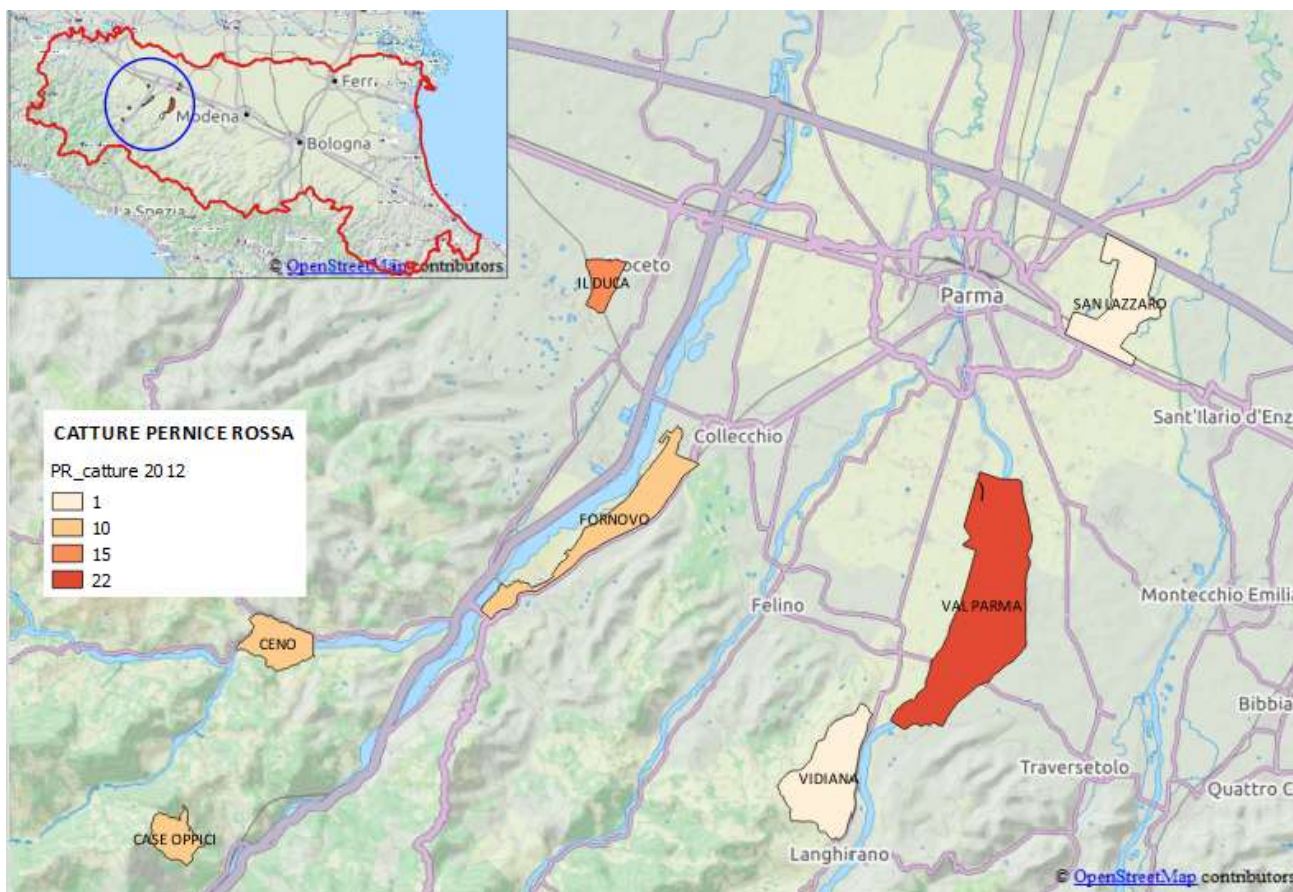 Ferr
Modena
Bologna
La Spezia
© OpenStreetMap contributors
oceto
IL DUCA
Parma
SAN LAZZARO
CATTURE PERNICE ROSSA
PR_catture 2012
1
10
15
22
Collecchio
Sant'Ilario d'Enz
FORNOVO
Felino
VAL PARMA
Montecchio Emilia
CENO
Bibbia
VIDIANA
Traversetolo
Quattro C
CASE OPPICI
Langhirano
© OpenStreetMap contributors